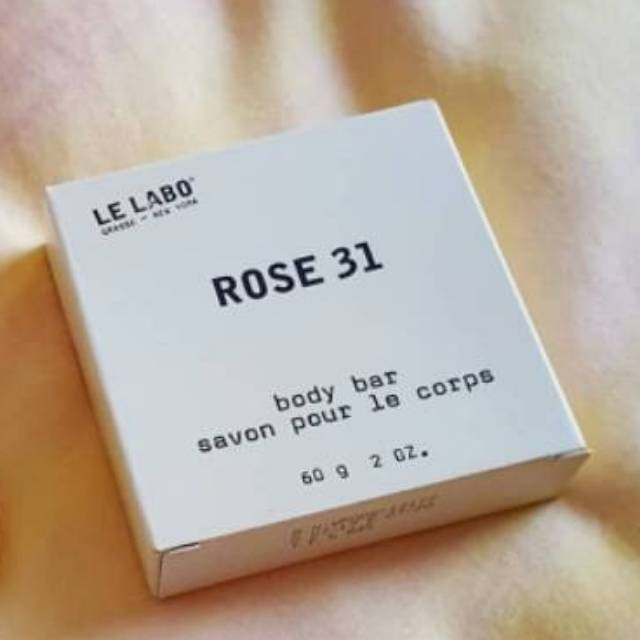 LE LABO
GRASSE — NEW YORK
ROSE 31
body bar
savon pour le corps
60 g 2 OZ.